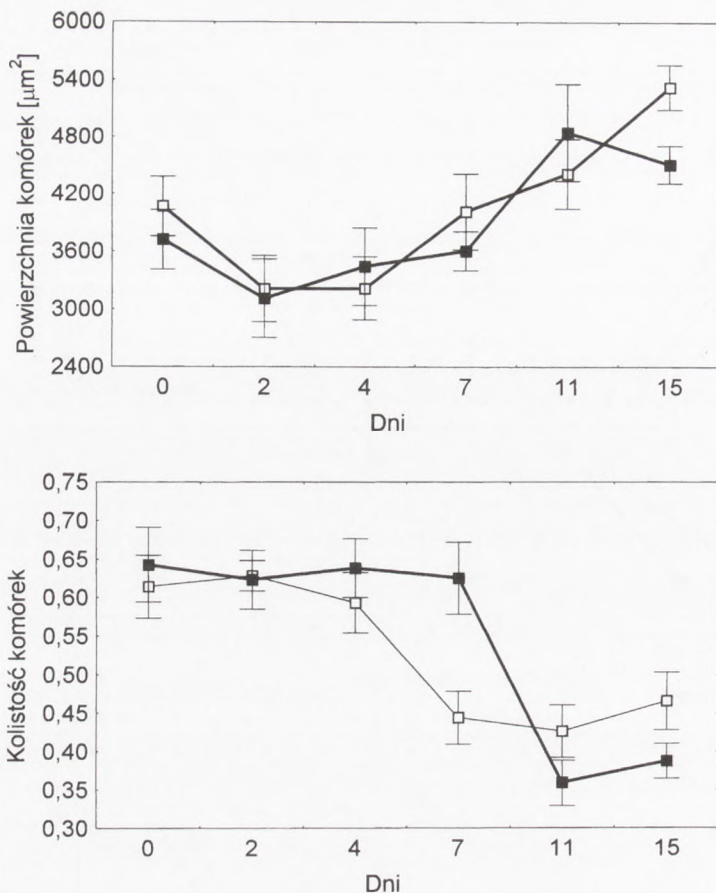 6000
5400
4800
4200
3600
3000
2400
Powierzchnia komórek [μm²]
0 2 4 7 11 15
Dni
0,75
0,70
0,65
0,60
0,55
0,50
0,45
0,40
0,35
0,30
Kolistość komórek
0 2 4 7 11 15
Dni